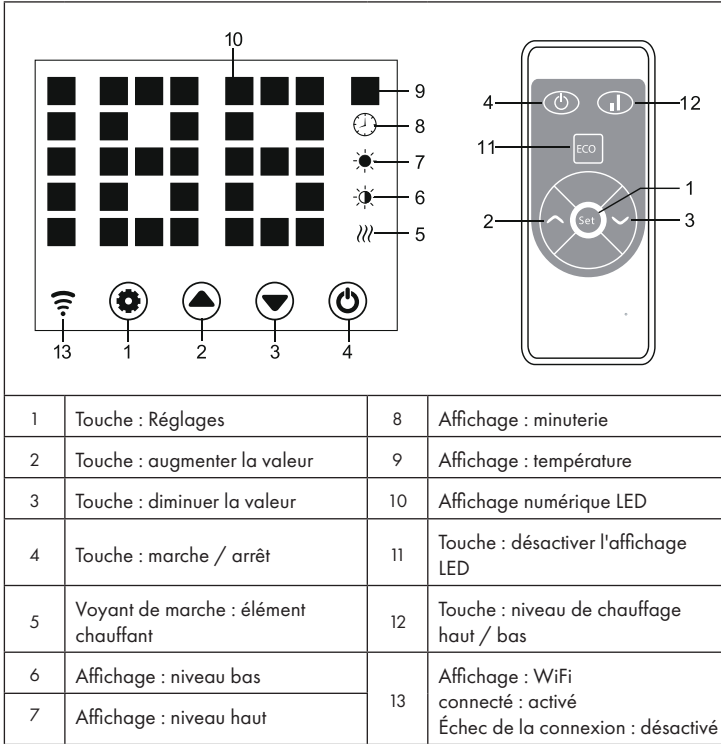 10
9
8
7
6
5
13 1 2 3 4
4 12
11 ECO
1
2 Set 3
1 Touche : Réglages 8 Affichage : minuterie
2 Touche : augmenter la valeur 9 Affichage : température
3 Touche : diminuer la valeur 10 Affichage numérique LED
4 Touche : marche / arrêt 11 Touche : désactiver l'affichage
LED
5 Voyant de marche : élément
chauffant
12 Touche : niveau de chauffage
haut / bas
6 Affichage : niveau bas
7 Affichage : niveau haut
13 Affichage : WiFi
connecté : activé
Échec de la connexion : désactivé